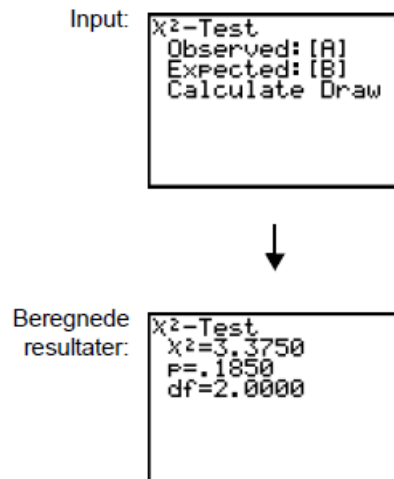 Input:
χ²-Test
Observed:[A]
Expected:[B]
Calculate Draw
Beregnede
resultater:
χ²-Test
χ²=3.3750
p=.1850
df=2.0000